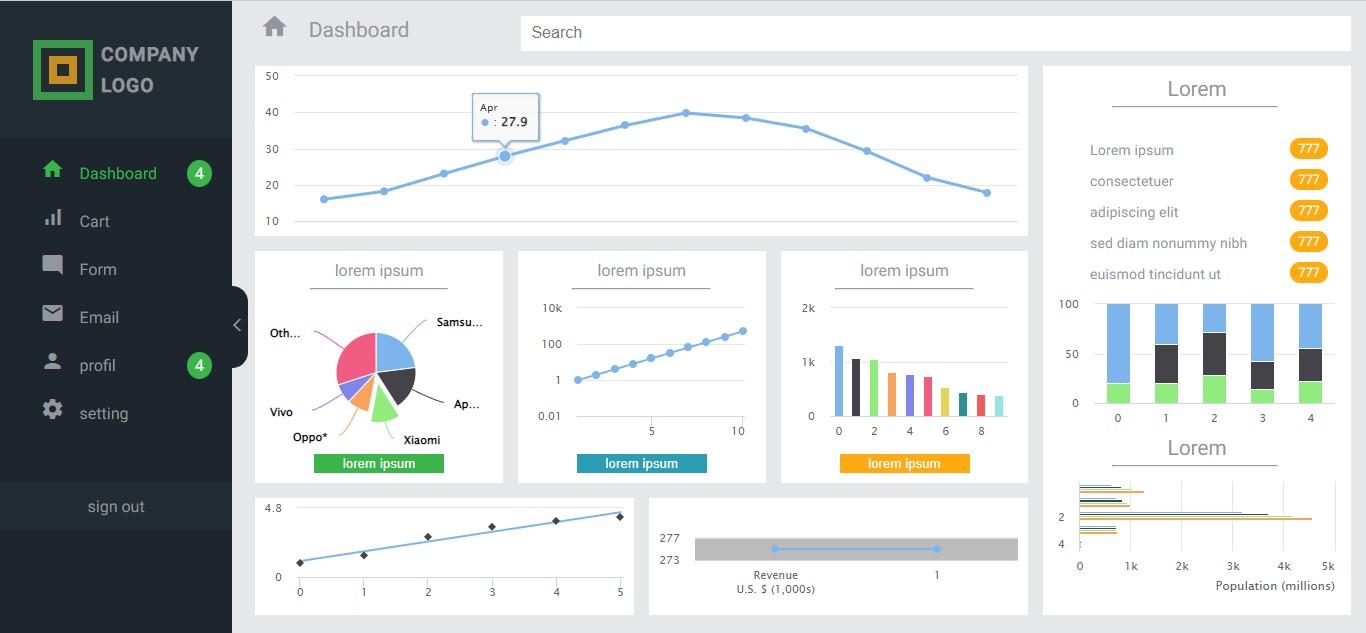 COMPANY
LOGO
Dashboard 4
Cart
Form
Email
profil 4
setting
sign out
Dashboard
Search
50
40
30
20
10
Apr
: 27.9
lorem ipsum
Samsu...
Oth...
Ap...
Vivo
Oppo*
Xiaomi
lorem ipsum
lorem ipsum
10k
100
1
0.01
5 10
lorem ipsum
lorem ipsum
2k
1k
0
0 2 4 6 8
lorem ipsum
4.8
0
0 1 2 3 4 5
277
273
Revenue 1
U.S. $ (1,000s)
Lorem
Lorem ipsum 777
consectetuer 777
adipiscing elit 777
sed diam nonummy nibh 777
euismod tincidunt ut 777
100
50
0
0 1 2 3 4
Lorem
2
4
0 1k 2k 3k 4k 5k
Population (millions)